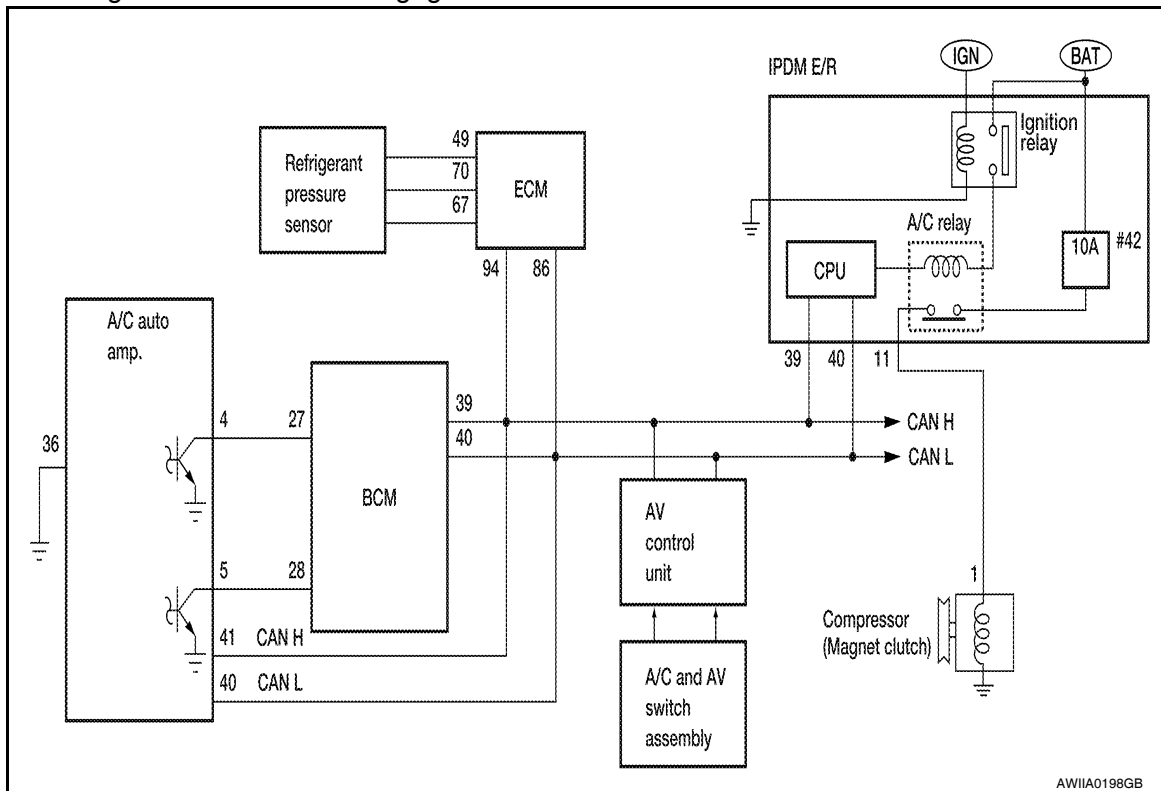 IPDM E/R
IGN
BAT
Ignition
relay
A/C relay
CPU
10A
#42
39
40
11
Refrigerant
pressure
sensor
49
70
67
ECM
94
86
A/C auto
amp.
36
4
27
5
28
41 CAN H
40 CAN L
BCM
39
40
CAN H
CAN L
AV
control
unit
A/C and AV
switch
assembly
1
Compressor
(Magnet clutch)
AWIIA0198GB